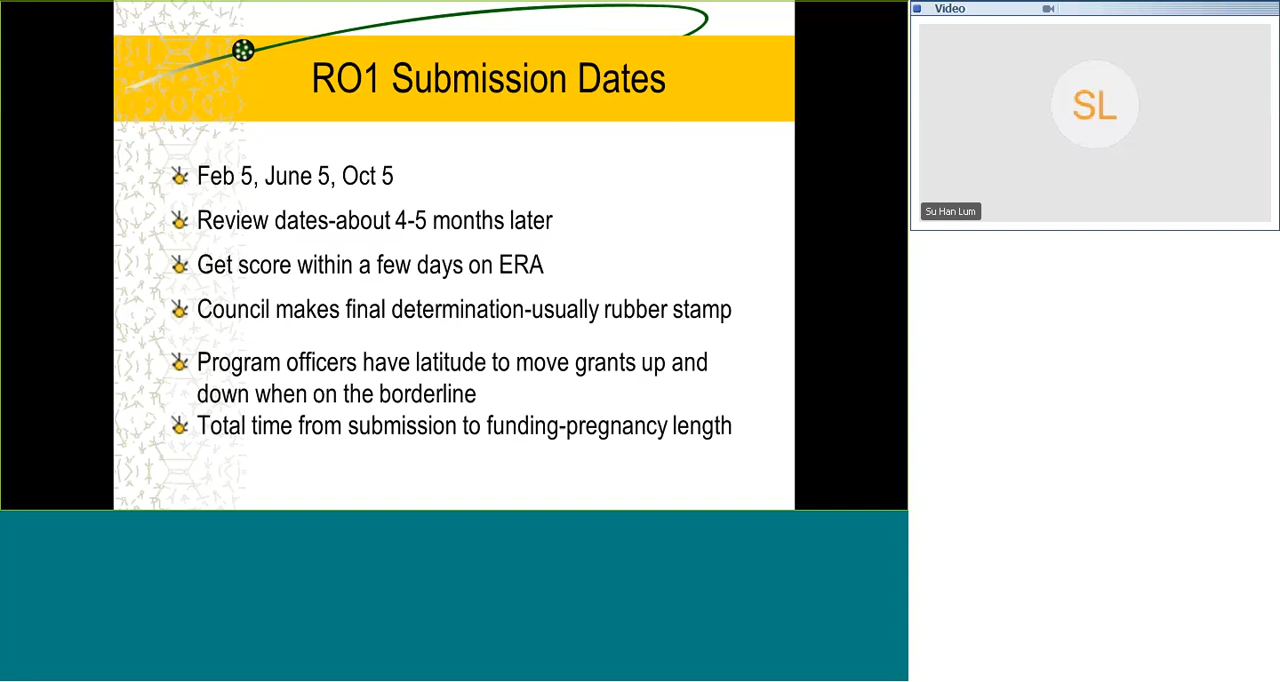 RO1 Submission Dates
Feb 5, June 5, Oct 5
Review dates-about 4-5 months later
Get score within a few days on ERA
Council makes final determination-usually rubber stamp
Program officers have latitude to move grants up and
down when on the borderline
Total time from submission to funding-pregnancy length
Video
SL
Su Han Lum